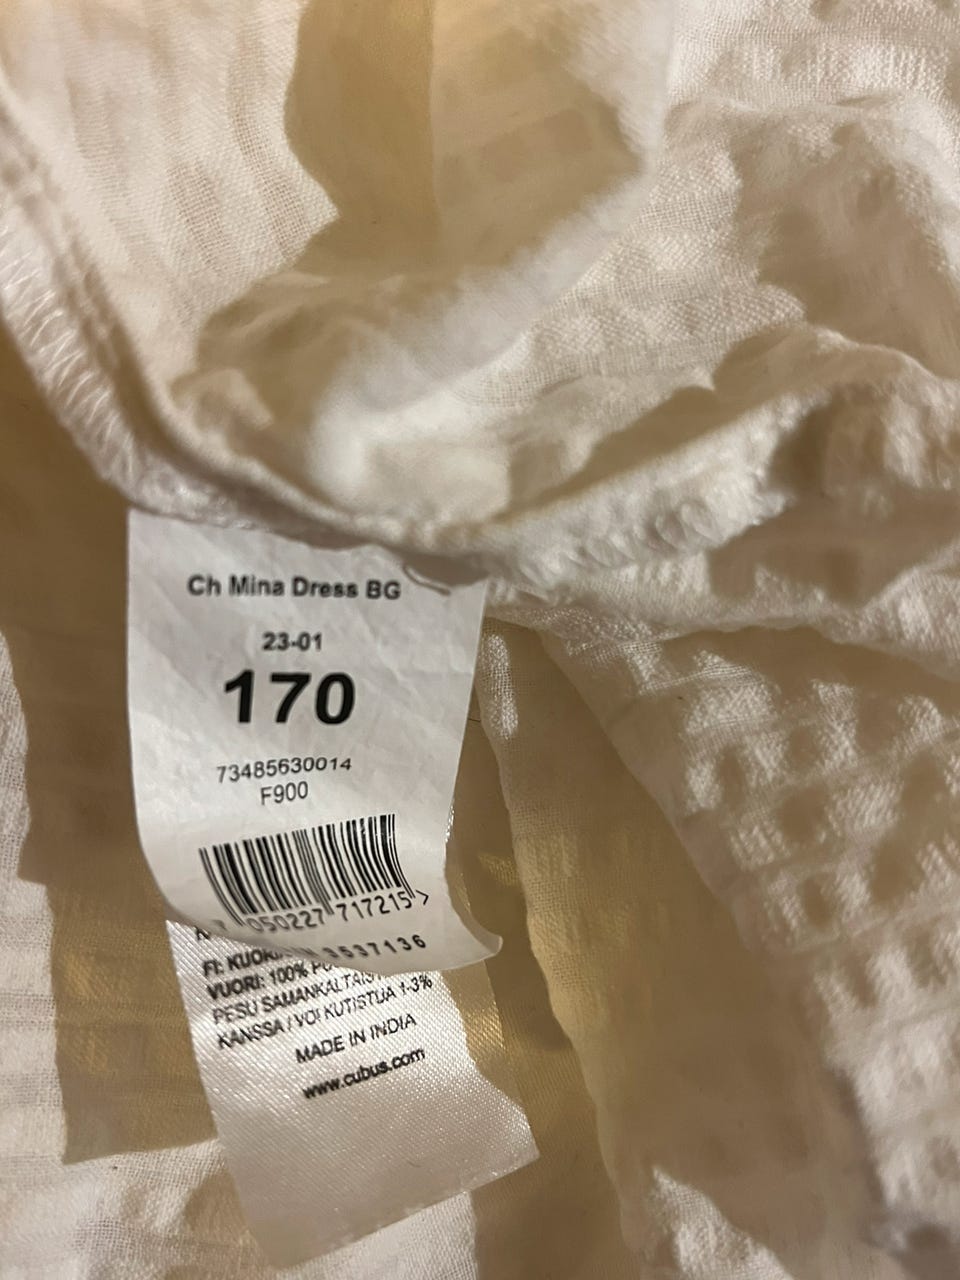 Ch Mina Dress BG
23-01
170
73485630014
F900
7 050227 717215 >
3537136
FI:
VUORI: 100%
PESU SAMANKALTAIS
KANSSA / VOI KUTISTUA 1-3%
MADE IN INDIA
www.cubus.com